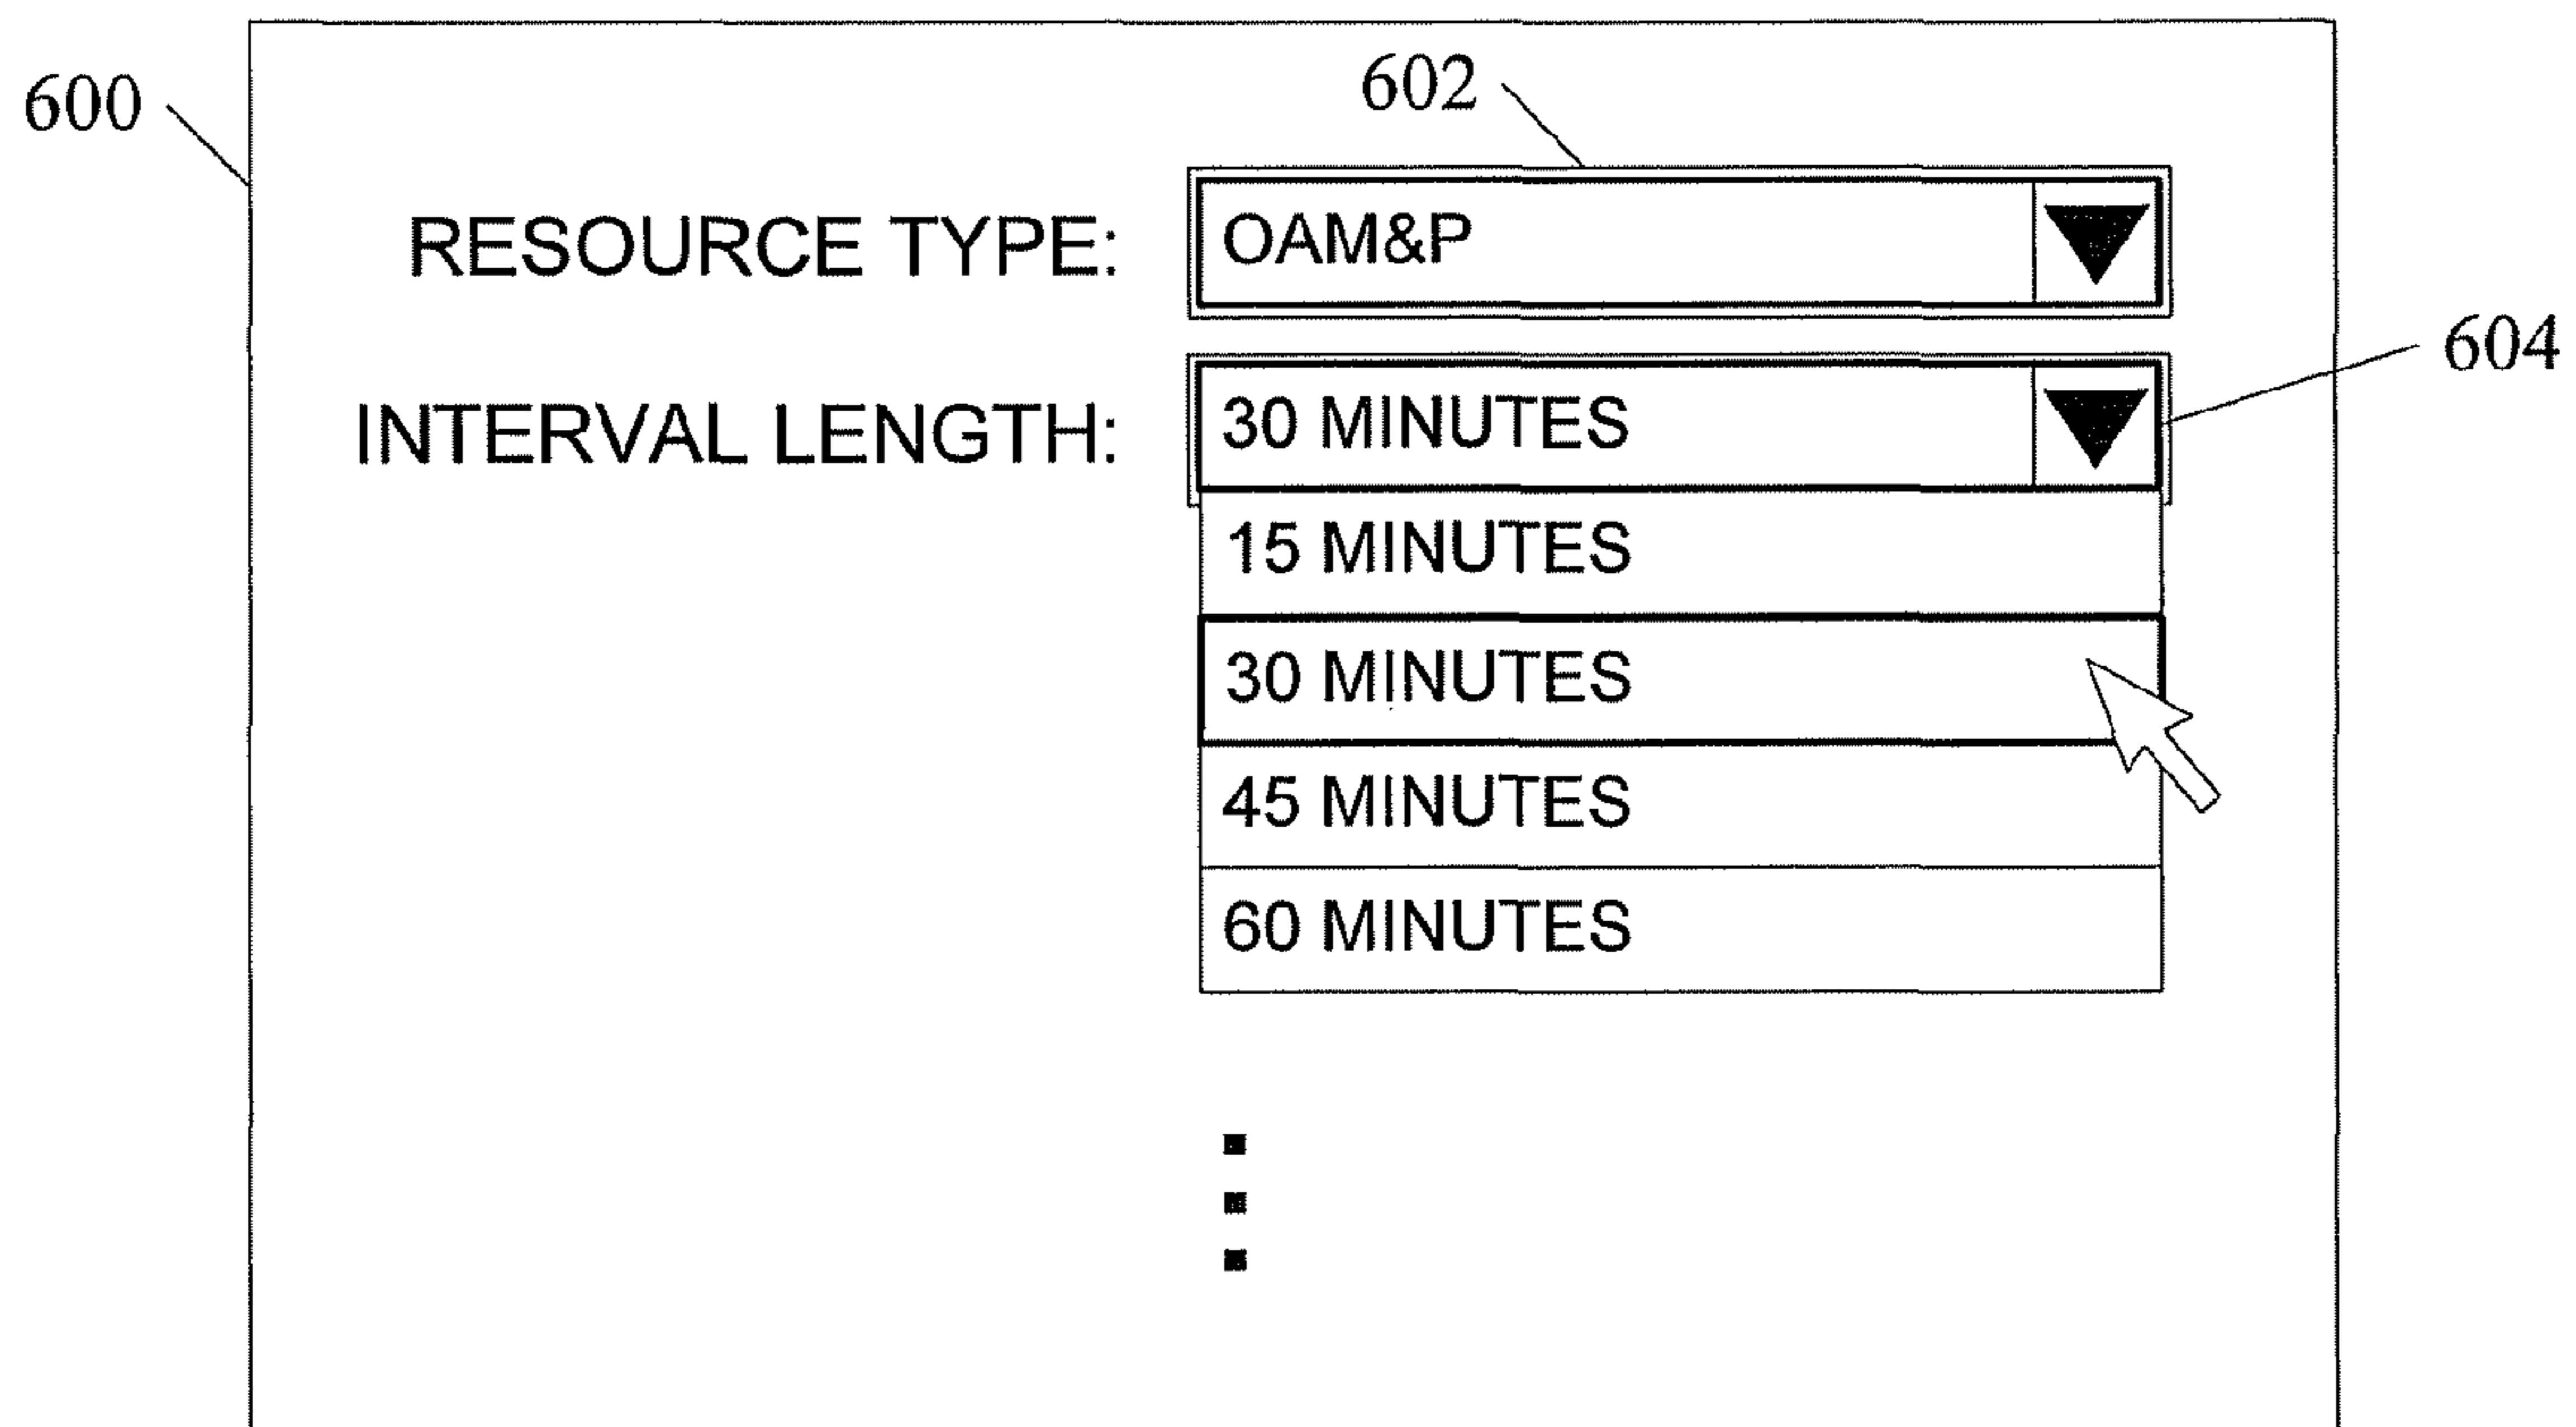 600
602
RESOURCE TYPE: OAM&P
604
INTERVAL LENGTH: 30 MINUTES
15 MINUTES
30 MINUTES
45 MINUTES
60 MINUTES